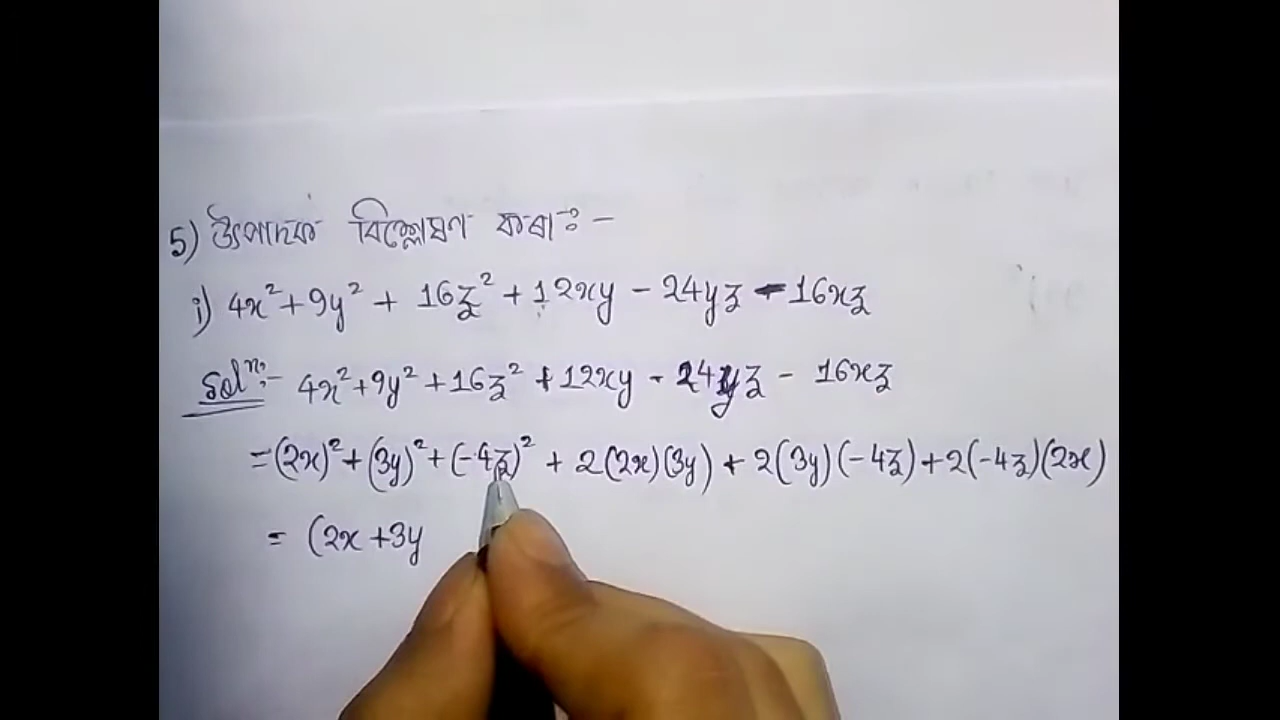 5) উৎপাদক বিশ্লেষণ কৰা:-
i) 4x² + 9y² + 16z² + 12xy - 24yz - 16xz
Solⁿ:- 4x² + 9y² + 16z² + 12xy - 24yz - 16xz
= (2x)² + (3y)² + (-4z)² + 2(2x)(3y) + 2(3y)(-4z) + 2(-4z)(2x)
= (2x + 3y